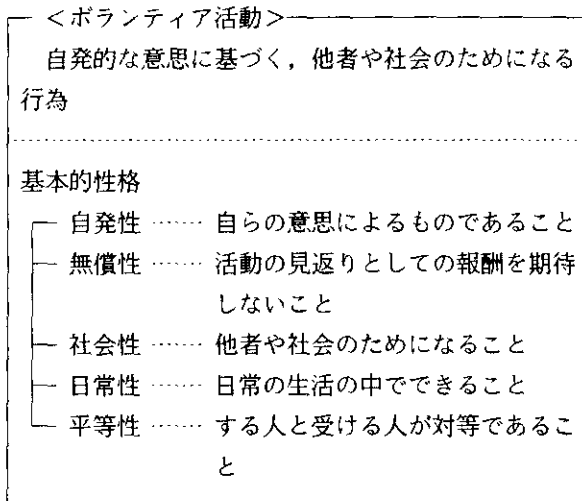 ＜ボランティア活動＞
自発的な意思に基づく，他者や社会のためになる
行為
基本的性格
自発性 …… 自らの意思によるものであること
無償性 …… 活動の見返りとしての報酬を期待
しないこと
社会性 …… 他者や社会のためになること
日常性 …… 日常の生活の中でできること
平等性 …… する人と受ける人が対等であるこ
と